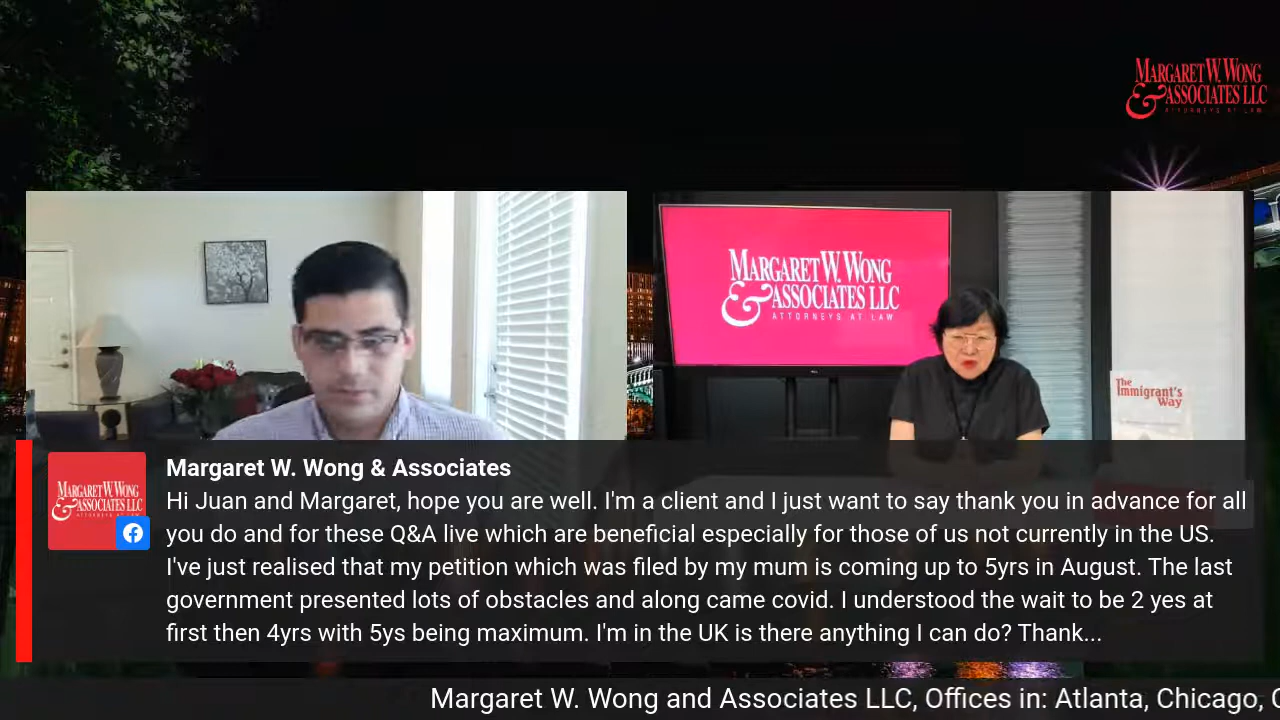 MARGARET W. WONG
& ASSOCIATES LLC
ATTORNEYS AT LAW
MARGARET W. WONG
& ASSOCIATES LLC
ATTORNEYS AT LAW
The
Immigrant's
Way
MARGARET W. WONG
& ASSOCIATES LLC
Margaret W. Wong & Associates
Hi Juan and Margaret, hope you are well. I'm a client and I just want to say thank you in advance for all
you do and for these Q&A live which are beneficial especially for those of us not currently in the US.
I've just realised that my petition which was filed by my mum is coming up to 5yrs in August. The last
government presented lots of obstacles and along came covid. I understood the wait to be 2 yes at
first then 4yrs with 5ys being maximum. I'm in the UK is there anything I can do? Thank...
Margaret W. Wong and Associates LLC, Offices in: Atlanta, Chicago,